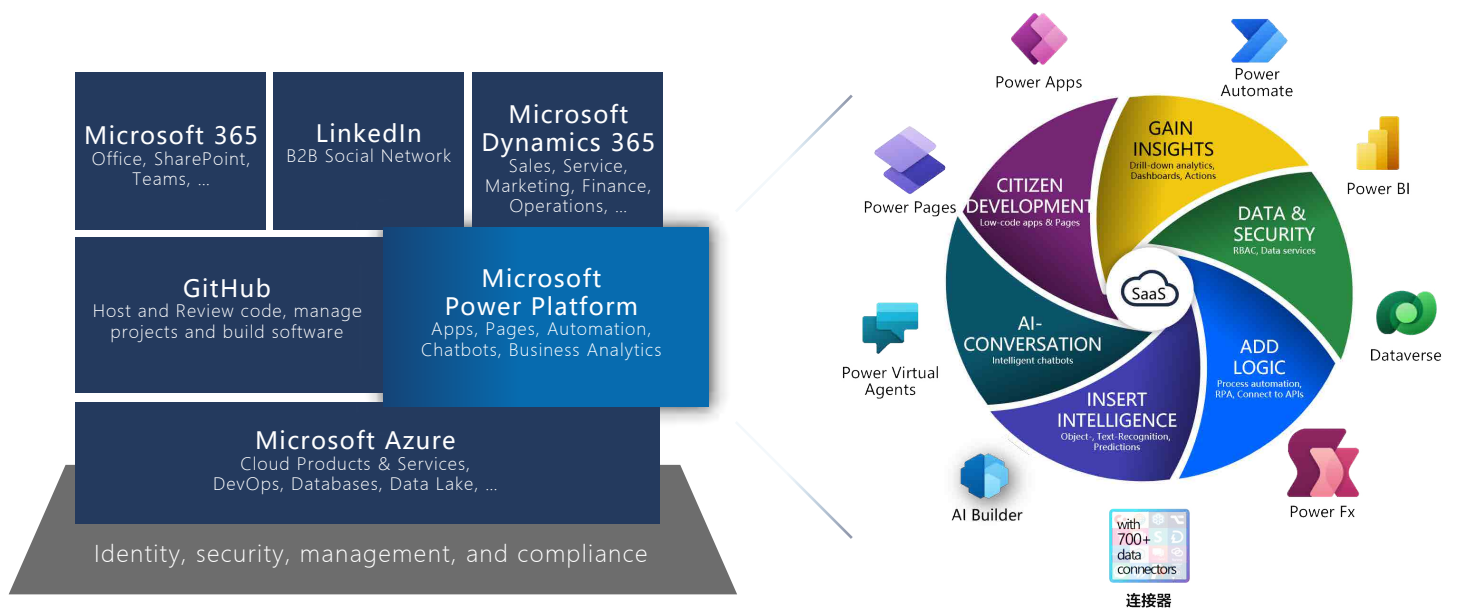 Microsoft 365
Office, SharePoint,
Teams, ...
LinkedIn
B2B Social Network
Microsoft
Dynamics 365
Sales, Service,
Marketing, Finance,
Operations, ...
GitHub
Host and Review code, manage
projects and build software
Microsoft
Power Platform
Apps, Pages, Automation,
Chatbots, Business Analytics
Microsoft Azure
Cloud Products & Services,
DevOps, Databases, Data Lake, ...
Identity, security, management, and compliance
Power Apps
Power
Automate
Power BI
Dataverse
Power Fx
with
700+
data
connectors
连接器
AI Builder
Power Virtual
Agents
Power Pages
GAIN
INSIGHTS
Drill-down analytics,
Dashboards, Actions
DATA &
SECURITY
RBAC, Data services
ADD
LOGIC
Process automation,
RPA, Connect to APIs
INSERT
INTELLIGENCE
Object-, Text-Recognition,
Predictions
AI-
CONVERSATION
Intelligent chatbots
CITIZEN
DEVELOPMENT
Low-code apps & Pages
SaaS